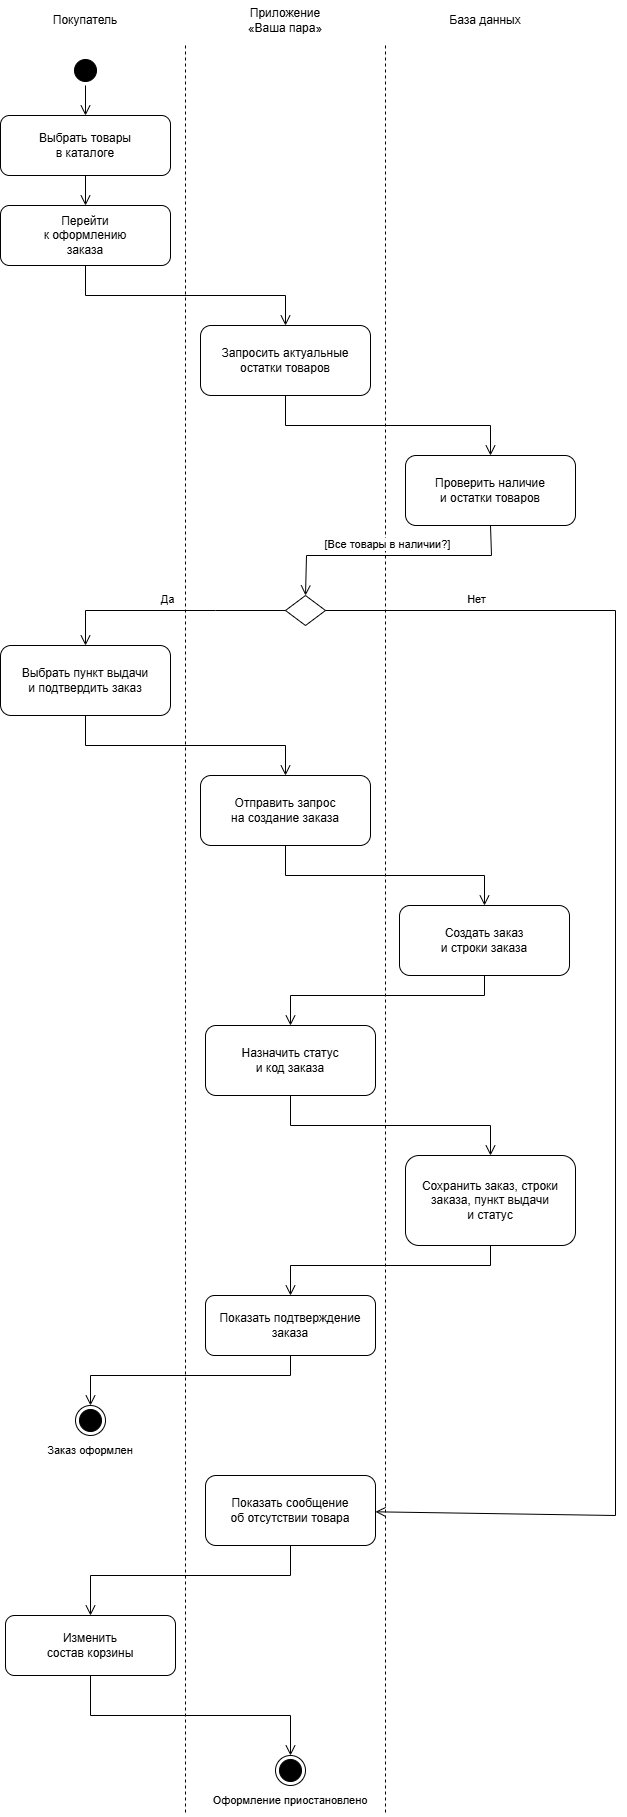 Покупатель
Приложение
«Ваша пара»
База данных
Выбрать товары
в каталоге
Перейти
к оформлению
заказа
Запросить актуальные
остатки товаров
Проверить наличие
и остатки товаров
[Все товары в наличии?]
Да
Нет
Выбрать пункт выдачи
и подтвердить заказ
Отправить запрос
на создание заказа
Создать заказ
и строки заказа
Назначить статус
и код заказа
Сохранить заказ, строки
заказа, пункт выдачи
и статус
Показать подтверждение
заказа
Заказ оформлен
Показать сообщение
об отсутствии товара
Изменить
состав корзины
Оформление приостановлено